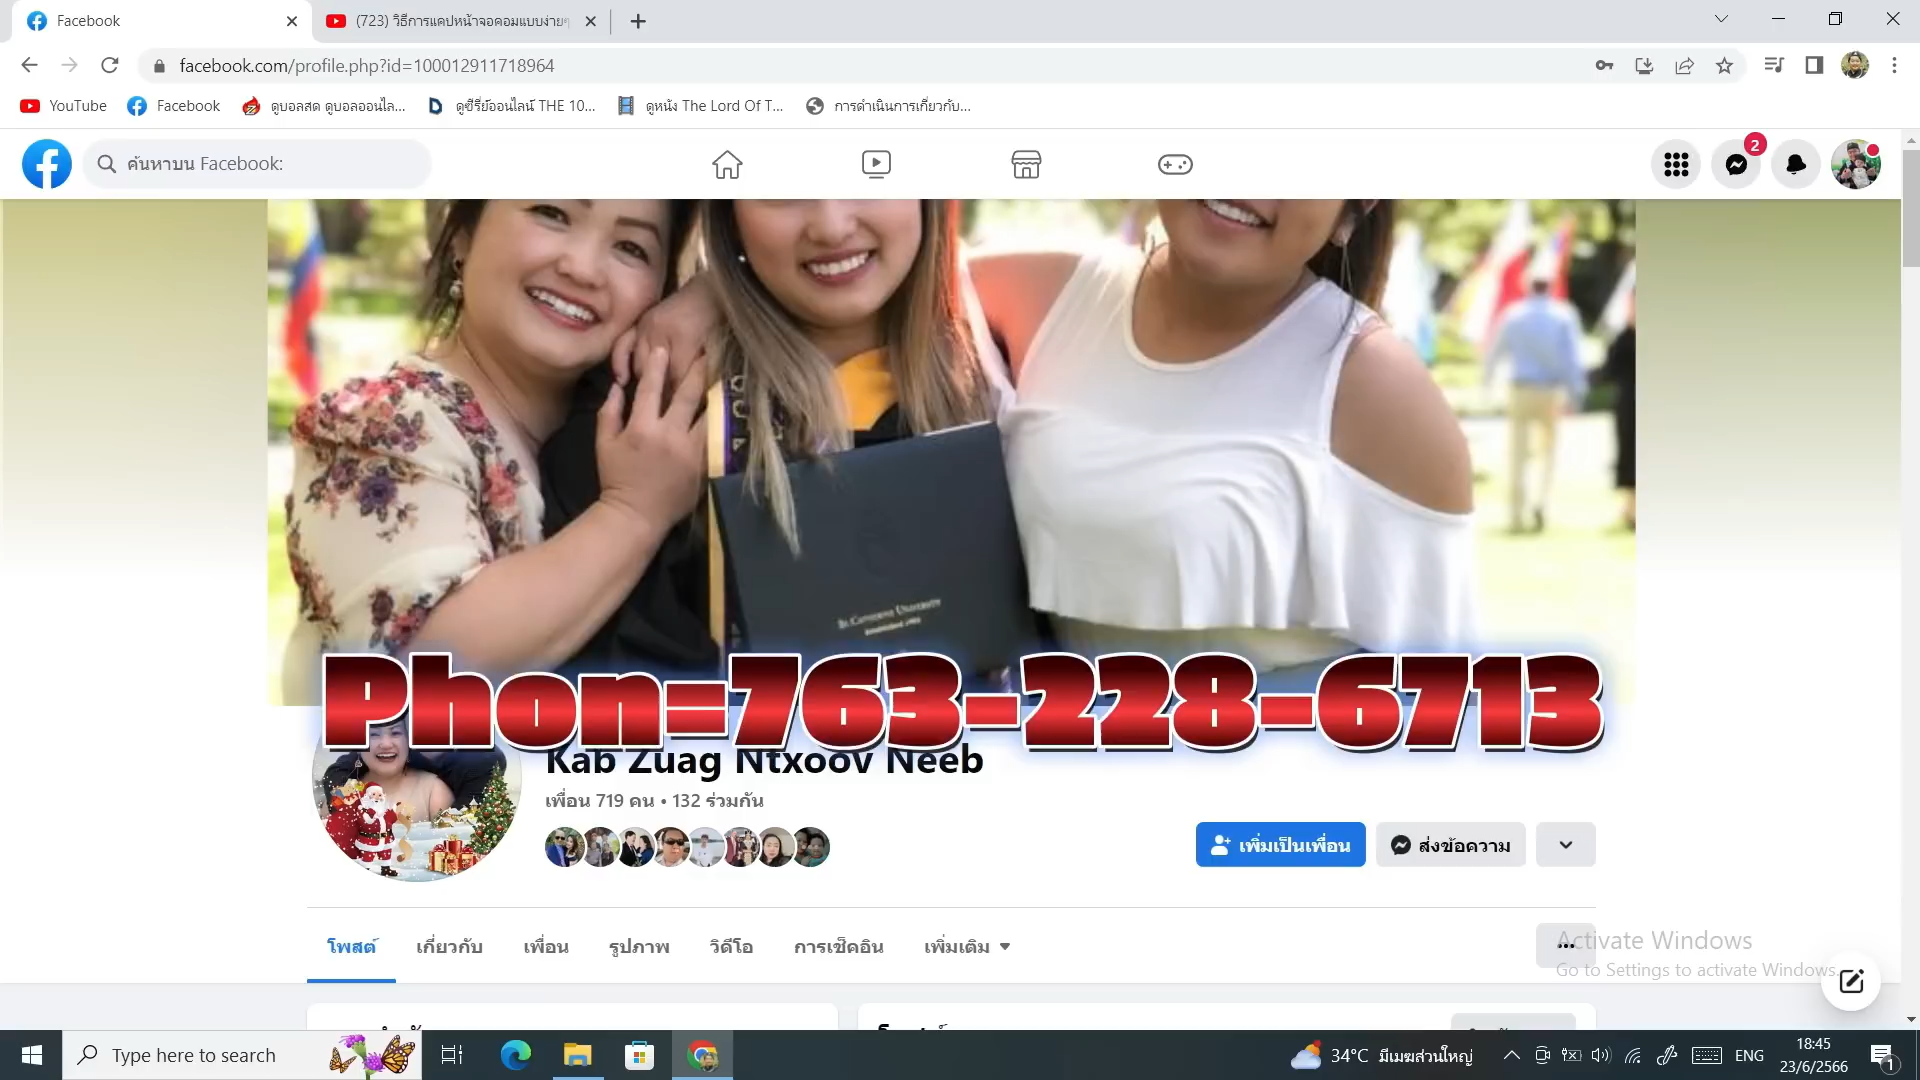 Facebook
(723) วิธีการแคปหน้าจอคอมแบบง่ายๆ
facebook.com/profile.php?id=100012911718964
YouTube
Facebook
ดูบอลสด ดูบอลออนไล...
ดูซีรี่ย์ออนไลน์ THE 10...
ดูหนัง The Lord Of T...
การดำเนินการเกี่ยวกับ...
ค้นหาบน Facebook:
2
St. Catherine University
Phon=763-228-6713
Kab Zuag Ntxoov Neeb
เพื่อน 719 คน • 132 ร่วมกัน
เพิ่มเป็นเพื่อน
ส่งข้อความ
โพสต์
เกี่ยวกับ
เพื่อน
รูปภาพ
วิดีโอ
การเช็คอิน
เพิ่มเติม
Activate Windows
Go to Settings to activate Windows.
Type here to search
34°C มีเมฆส่วนใหญ่
ENG
18:45
23/6/2566
1